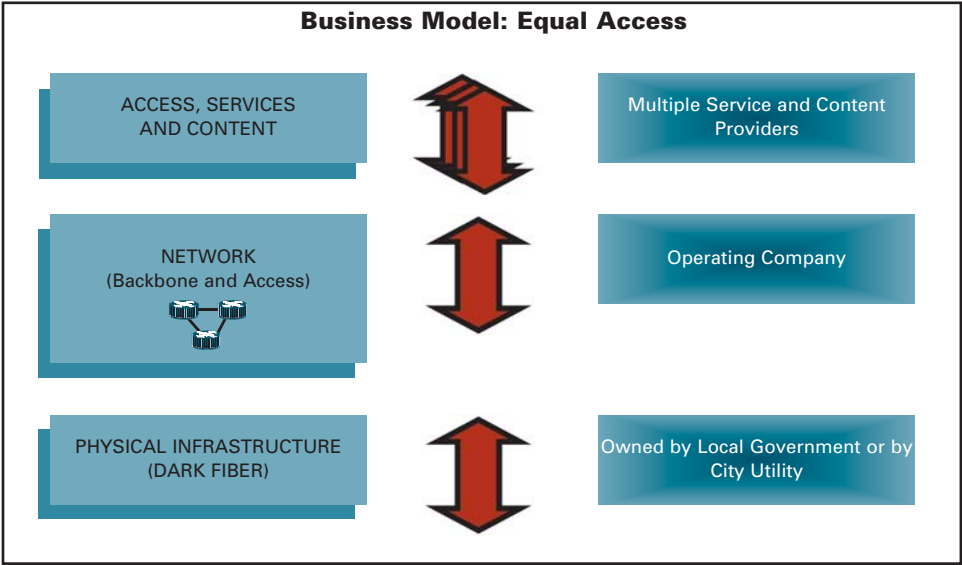 Business Model: Equal Access
ACCESS, SERVICES
AND CONTENT
Multiple Service and Content
Providers
NETWORK
(Backbone and Access)
Operating Company
PHYSICAL INFRASTRUCTURE
(DARK FIBER)
Owned by Local Government or by
City Utility